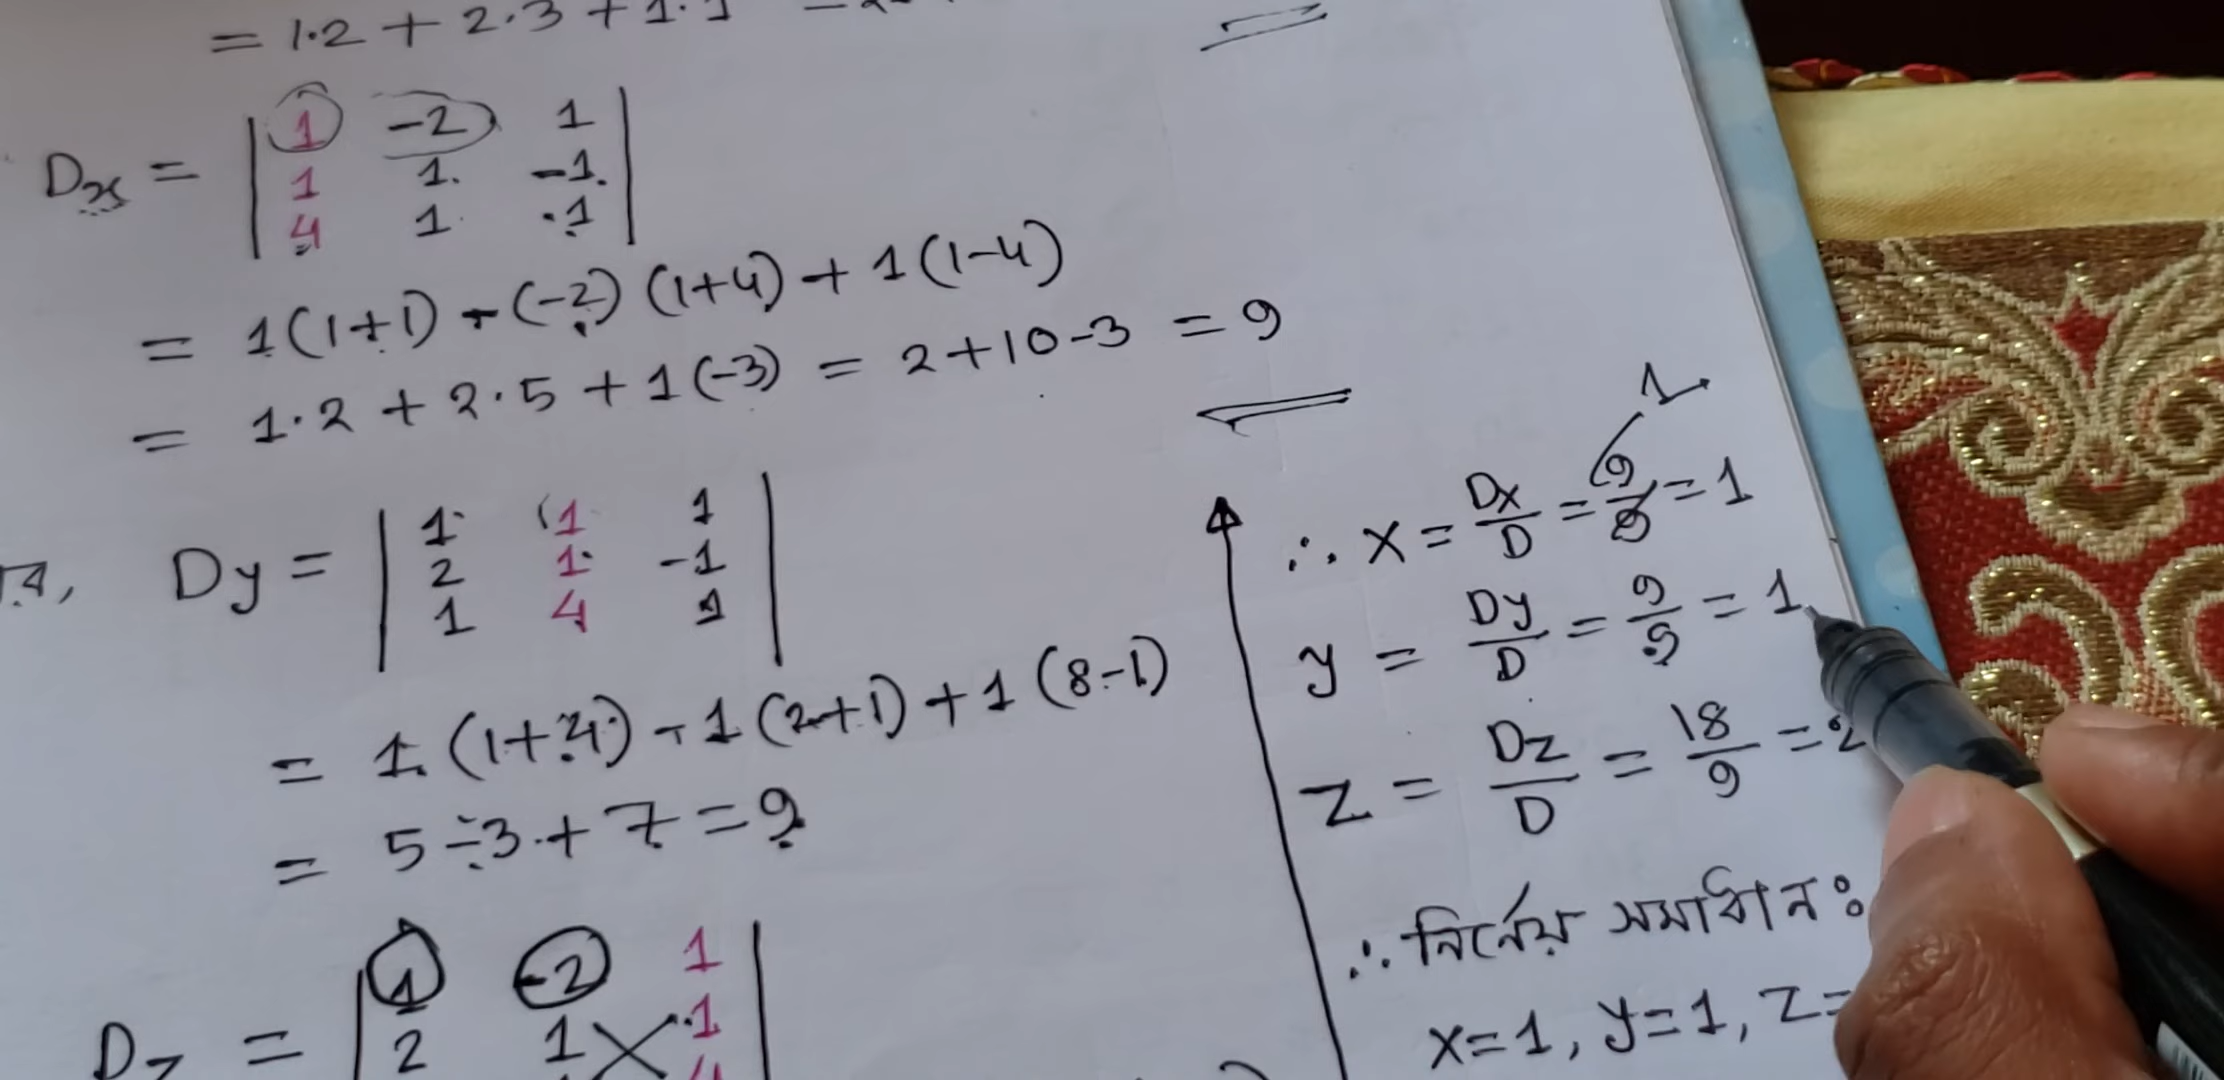 = 1·2 + 2·3 + 1·1
Dx = | 1 -2 1 |
| 1 1 -1 |
| 4 1 1 |
= 1(1+1) - (-2) (1+4) + 1(1-4)
= 1·2 + 2·5 + 1(-3) = 2+10-3 = 9
Dy = | 1 1 1 |
| 2 1 -1 |
| 1 4 1 |
= 1(1+4) - 1(2+1) + 1(8-1)
= 5-3+7 = 9
Dz = | 1 -2 1 |
| 2 1 1 |
1
∴ x = Dx/D = 9/9 = 1
y = Dy/D = 9/9 = 1
z = Dz/D = 18/9 = 2
∴ নির্নেয় সমাধান:
x=1, y=1, z=